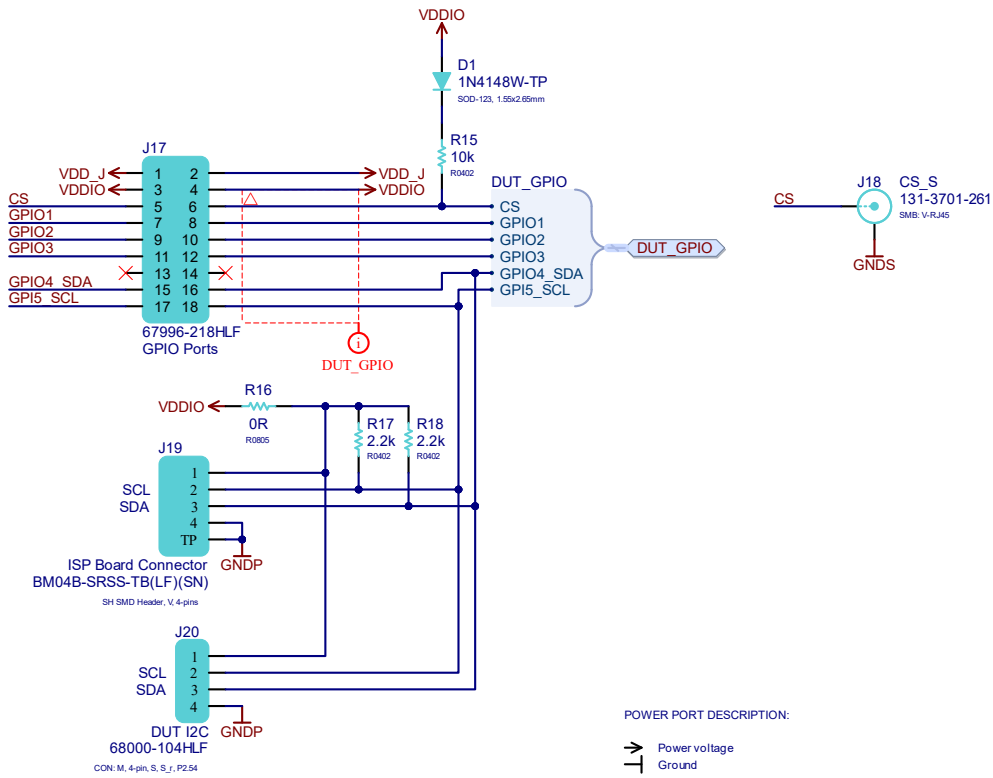 VDDIO
D1
1N4148W-TP
SOD-123, 1.55x2.65mm
R15
10k
R0402
J17
VDD_J 1 2 VDD_J
VDDIO 3 4 VDDIO
CS 5 6
GPIO1 7 8
GPIO2 9 10
GPIO3 11 12
13 14
GPIO4_SDA 15 16
GPI5_SCL 17 18
67996-218HLF
GPIO Ports
i
DUT_GPIO
DUT_GPIO
CS
GPIO1
GPIO2
GPIO3
GPIO4_SDA
GPI5_SCL
DUT_GPIO
CS
J18
CS_S
131-3701-261
SMB: V-RJ45
GNDS
VDDIO
R16
0R
R0805
R17
2.2k
R0402
R18
2.2k
R0402
J19
1
SCL 2
SDA 3
4
TP
GNDP
ISP Board Connector
BM04B-SRSS-TB(LF)(SN)
SH SMD Header, V, 4-pins
J20
1
SCL 2
SDA 3
4
GNDP
DUT I2C
68000-104HLF
CON: M, 4-pin, S, S_r, P2.54
POWER PORT DESCRIPTION:
Power voltage
Ground